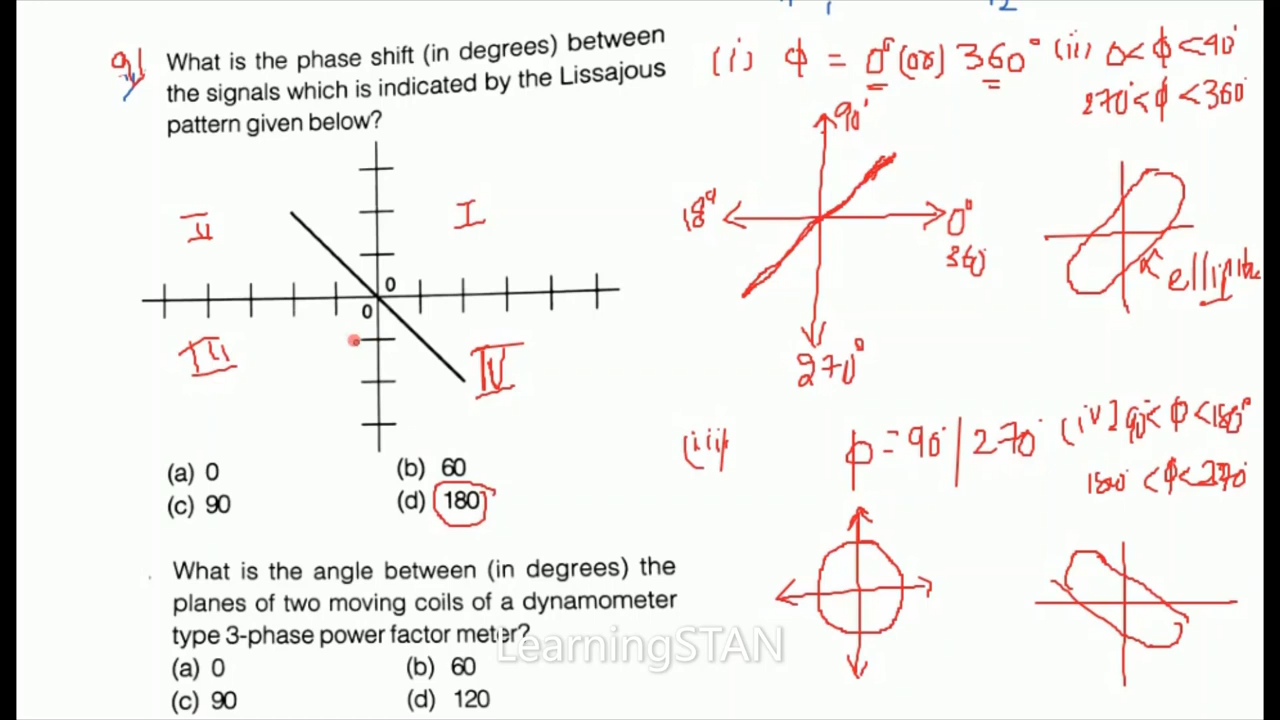 What is the phase shift (in degrees) between
the signals which is indicated by the Lissajous
pattern given below?
II
I
0
0
III
IV
(a) 0
(b) 60
(c) 90
(d) 180
What is the angle between (in degrees) the
planes of two moving coils of a dynamometer
type 3-phase power factor meter?
(a) 0
(b) 60
(c) 90
(d) 120
(i) ϕ = 0° (or) 360°
90°
0°
360
270°
(ii) 0< ϕ <90°
270°< ϕ <360°
(iii)
ϕ = 90° | 270°
(iv) 90°< ϕ <180°
180° < ϕ < 270°
LearningSTAN